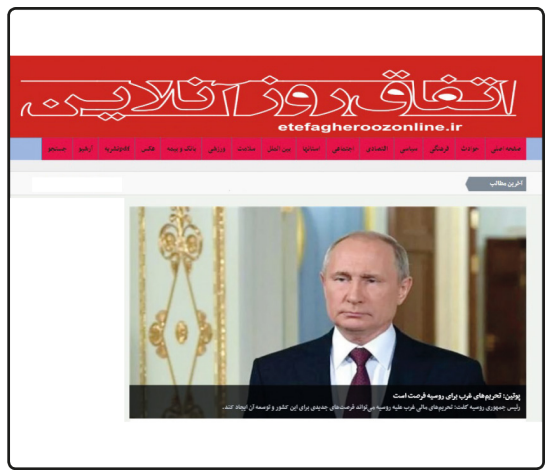 اتفاق روز آنلاین
etefagheroozonline.ir
صفحه اصلی حوادث فرهنگی سیاسی اقتصادی اجتماعی استانها بین الملل سلامت ورزشی بانک و بیمه عکس آرشیو جستجو
آخرین مطالب
پوتین: تحریم‌های غرب برای روسیه فرصت است
رئیس جمهوری روسیه گفت: تحریم‌های مالی غرب علیه روسیه می‌تواند فرصت‌های جدیدی برای این کشور و توسعه آن ایجاد کند.